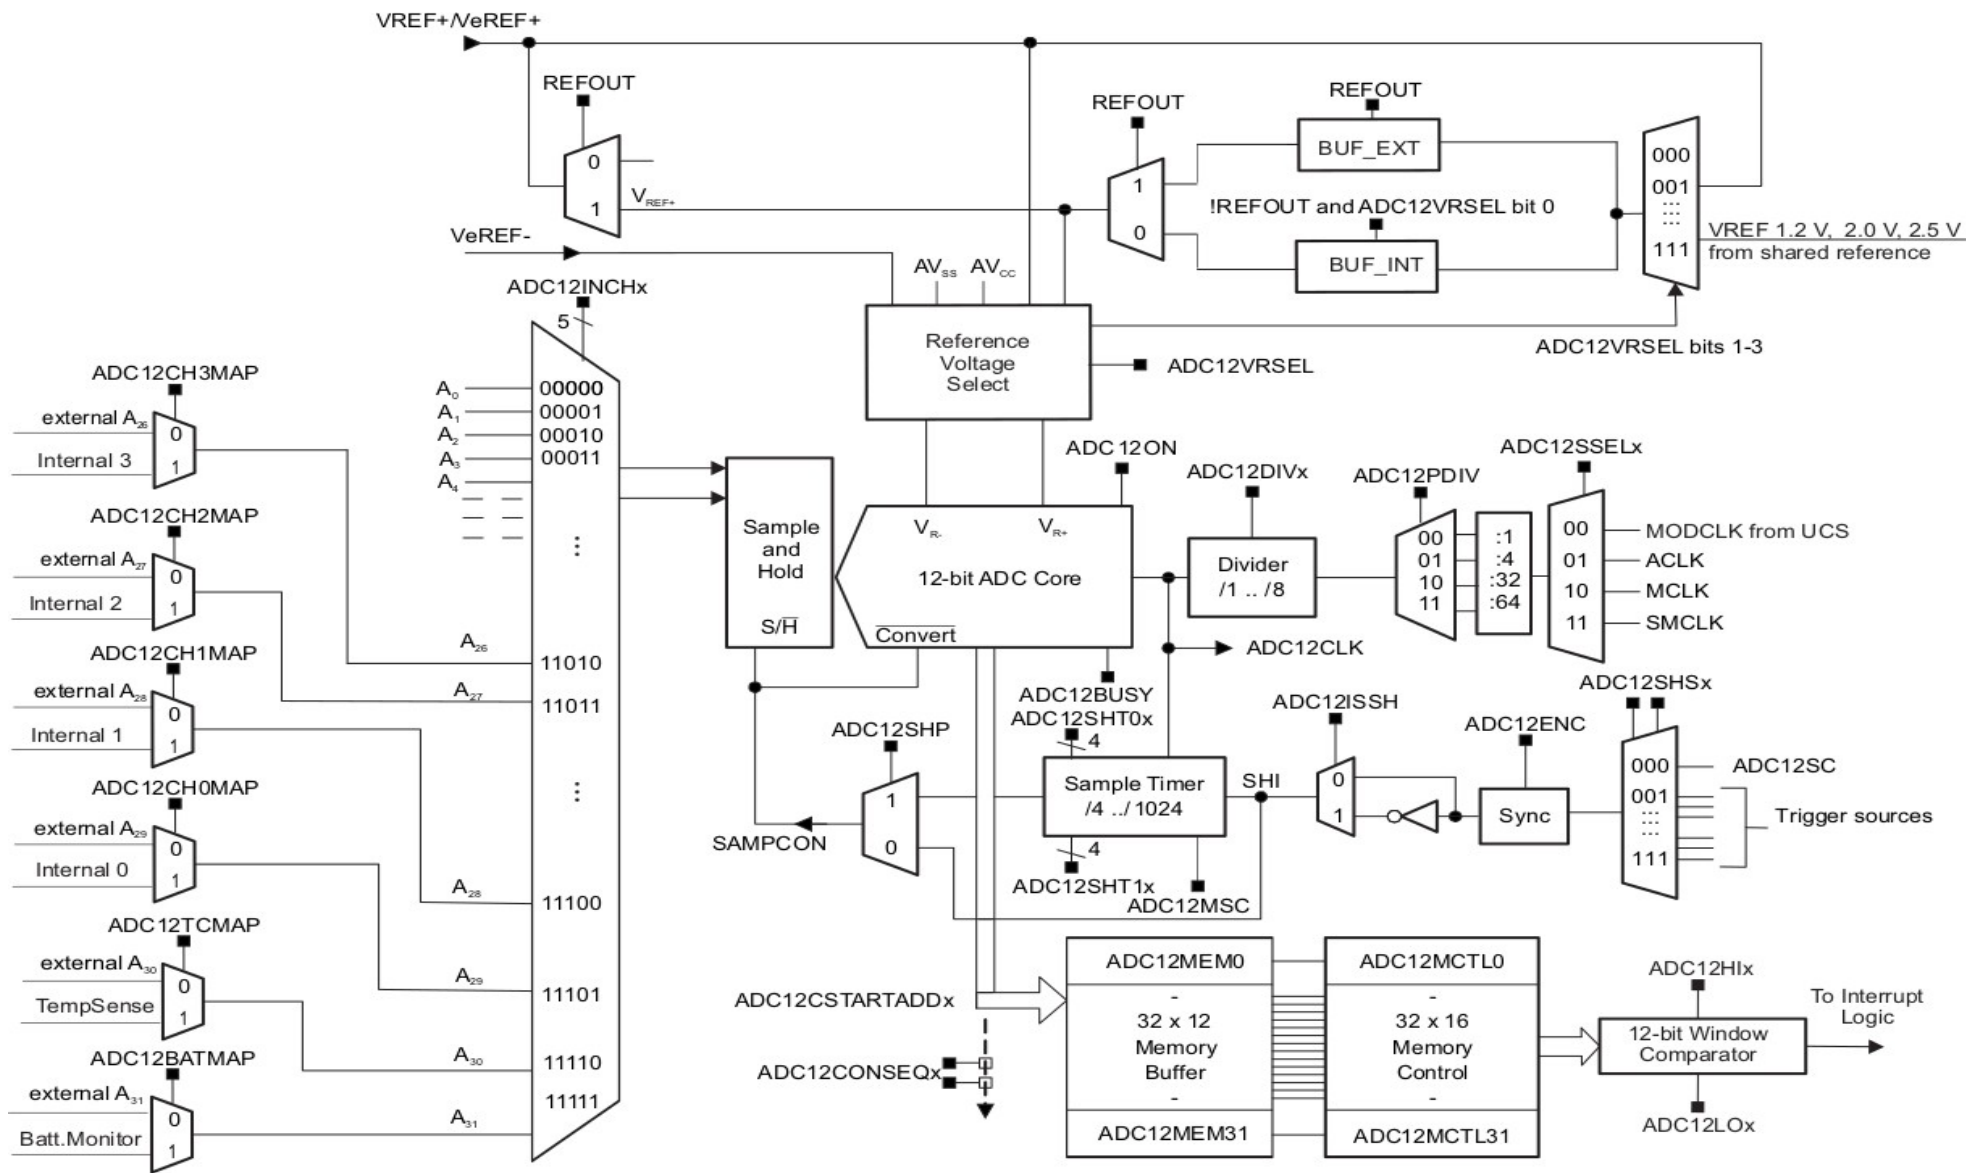 VREF+/VeREF+
REFOUT
0
1
V REF+
VeREF-
REFOUT
1
0
REFOUT
BUF_EXT
!REFOUT and ADC12VRSEL bit 0
BUF_INT
000
001
111
VREF 1.2 V, 2.0 V, 2.5 V
from shared reference
ADC12VRSEL bits 1-3
AVSS
AVCC
Reference
Voltage
Select
ADC12VRSEL
ADC12INCHx
5
A0
00000
A1
00001
A2
00010
A3
00011
A4
A26
11010
A27
11011
A28
11100
A29
11101
A30
11110
A31
11111
ADC12CH3MAP
external A26
0
Internal 3
1
ADC12CH2MAP
external A27
0
Internal 2
1
ADC12CH1MAP
external A28
0
Internal 1
1
ADC12CH0MAP
external A29
0
Internal 0
1
ADC12TCMAP
external A30
0
TempSense
1
ADC12BATMAP
external A31
0
Batt.Monitor
1
Sample
and
Hold
S/H
ADC12ON
VR-
VR+
12-bit ADC Core
Convert
ADC12BUSY
ADC12DIVx
Divider
/1 .. /8
ADC12CLK
ADC12PDIV
00
01
10
11
:1
:4
:32
:64
ADC12SSELx
00
MODCLK from UCS
01
ACLK
10
MCLK
11
SMCLK
ADC12SHP
1
0
SAMPCON
ADC12SHT0x
4
Sample Timer
/4 ../1024
4
ADC12SHT1x
ADC12MSC
SHI
ADC12ISSH
0
1
ADC12ENC
Sync
ADC12SHSx
000
ADC12SC
001
Trigger sources
111
ADC12CSTARTADDx
ADC12CONSEQx
ADC12MEM0
-
32 x 12
Memory
Buffer
-
ADC12MEM31
ADC12MCTL0
-
32 x 16
Memory
Control
-
ADC12MCTL31
ADC12HIx
12-bit Window
Comparator
ADC12LOx
To Interrupt
Logic